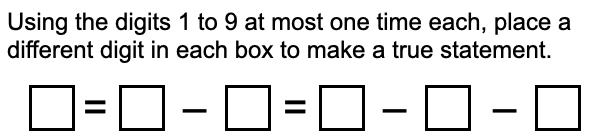 Using the digits 1 to 9 at most one time each, place a
different digit in each box to make a true statement.
□ = □ − □ = □ − □ − □